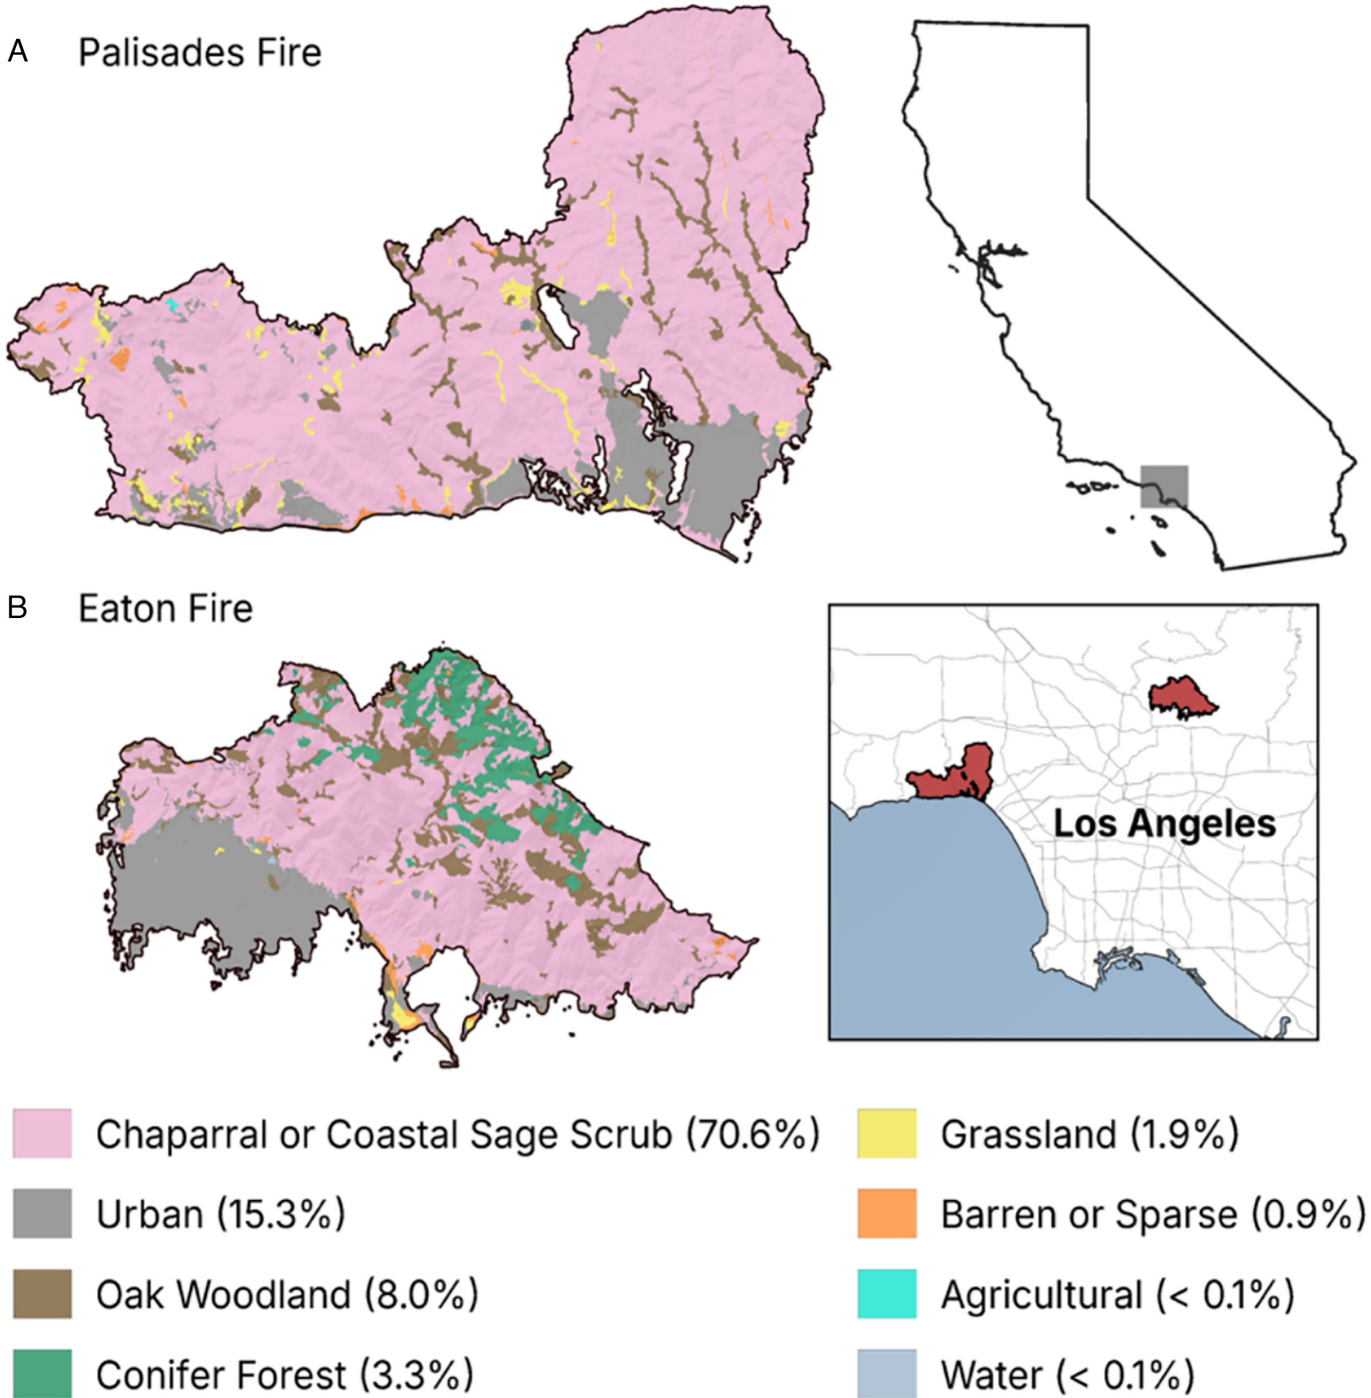 A Palisades Fire
B Eaton Fire
Los Angeles
Chaparral or Coastal Sage Scrub (70.6%)
Urban (15.3%)
Oak Woodland (8.0%)
Conifer Forest (3.3%)
Grassland (1.9%)
Barren or Sparse (0.9%)
Agricultural (< 0.1%)
Water (< 0.1%)